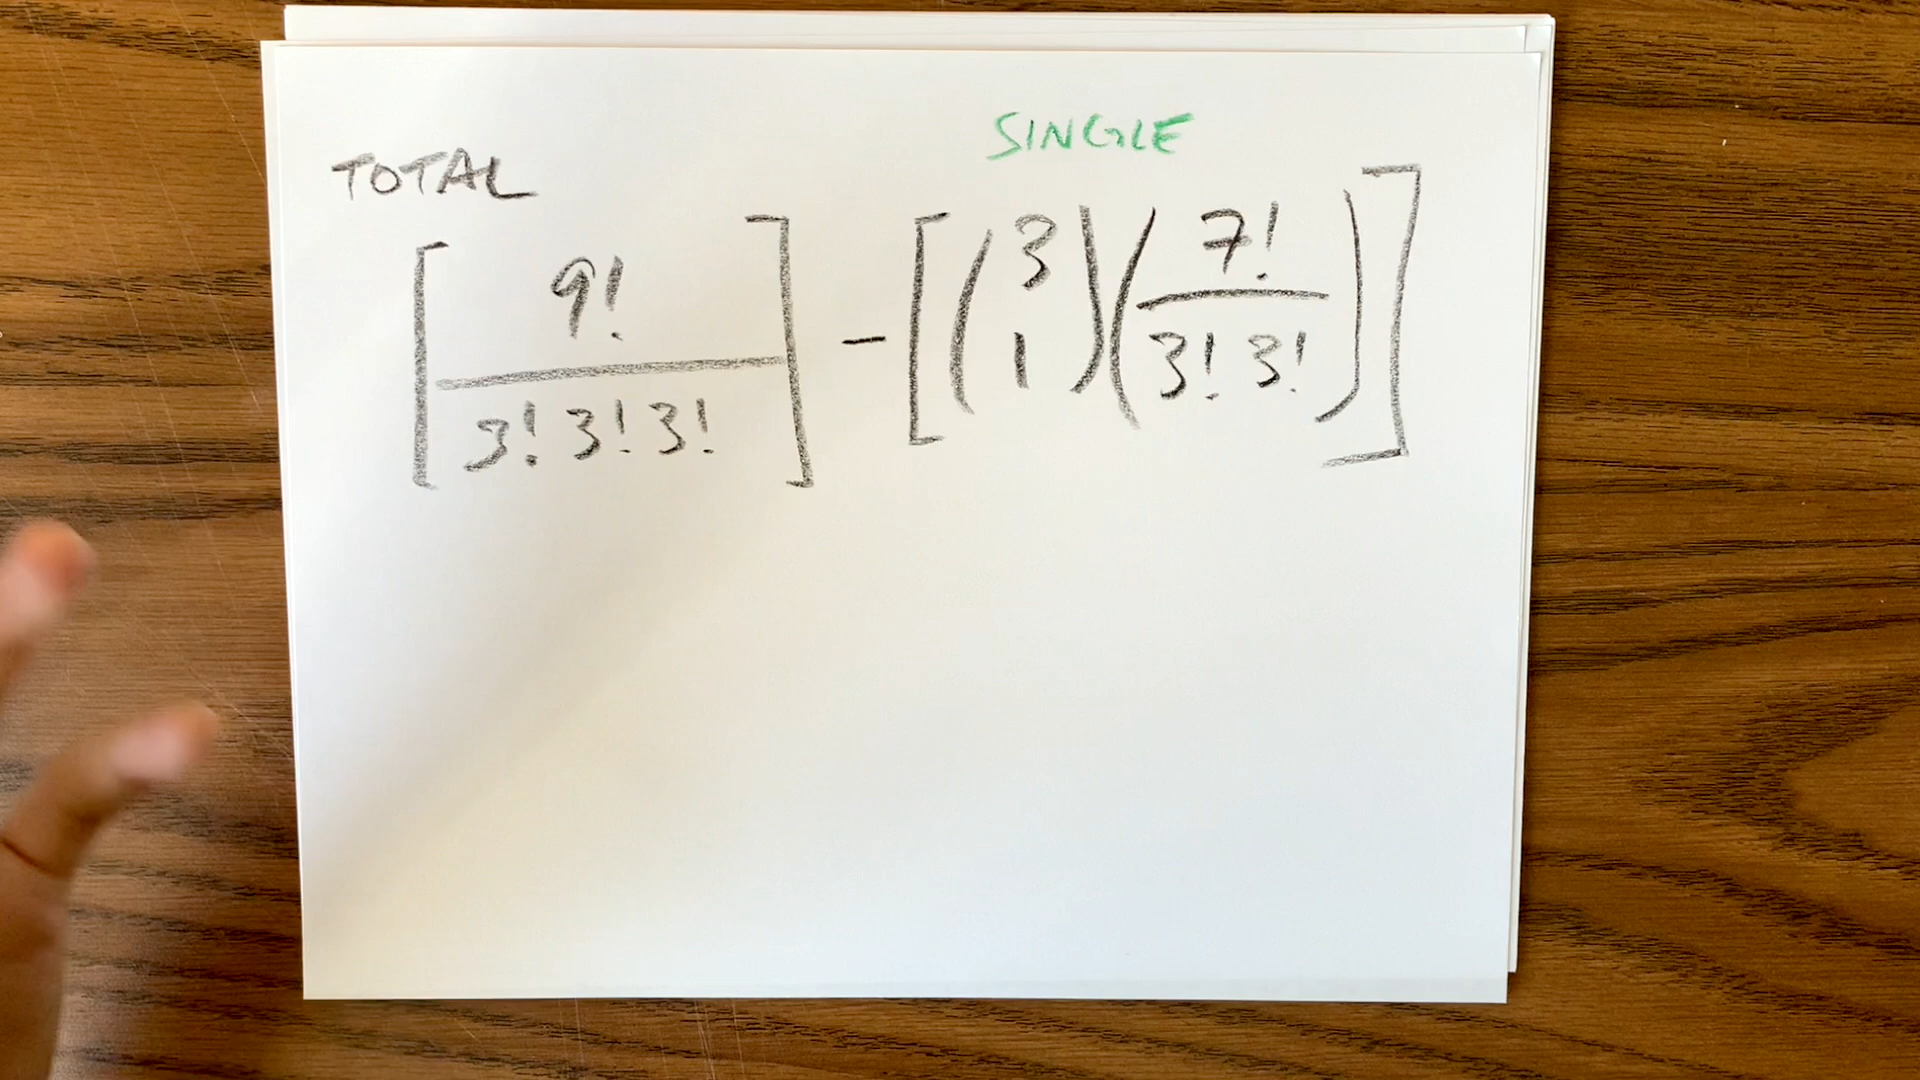 SINGLE
TOTAL
[ 9! / 3! 3! 3! ] - [ (3 1) ( 7! / 3! 3! ) ]